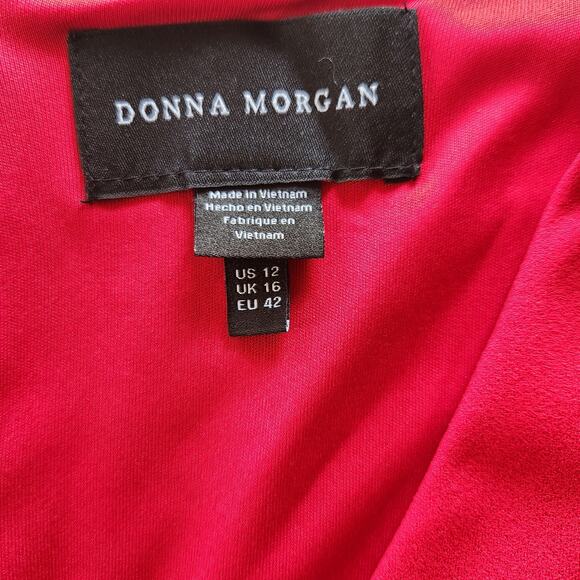 DONNA MORGAN
Made in Vietnam
Hecho en Vietnam
Fabrique en
Vietnam
US 12
UK 16
EU 42